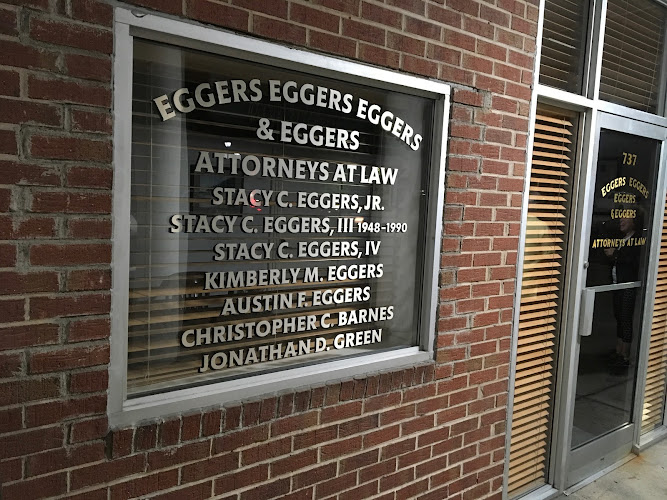 EGGERS EGGERS EGGERS
& EGGERS
ATTORNEYS AT LAW
STACY C. EGGERS, JR.
STACY C. EGGERS, III 1948-1990
STACY C. EGGERS, IV
KIMBERLY M. EGGERS
AUSTIN F. EGGERS
CHRISTOPHER C. BARNES
JONATHAN D. GREEN
737
EGGERS EGGERS
EGGERS
&EGGERS
ATTORNEYS AT LAW